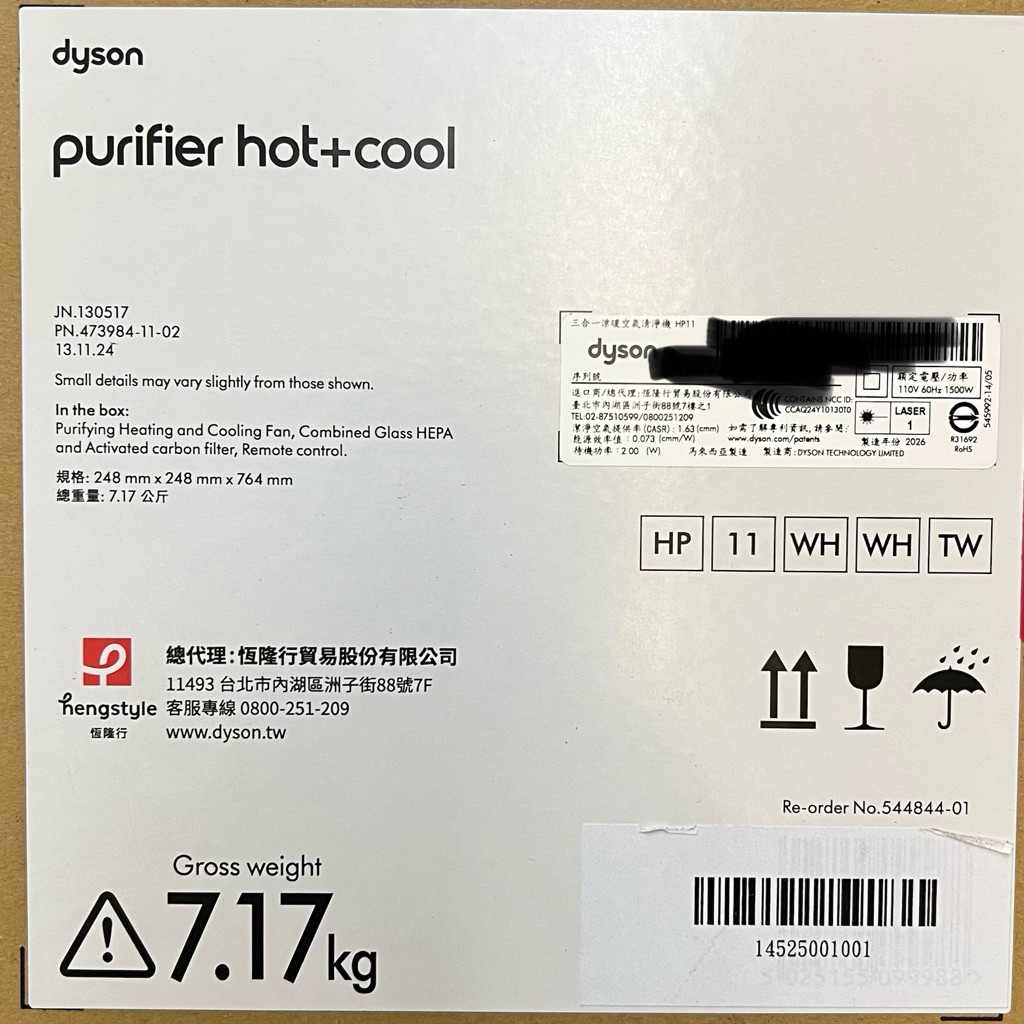 dyson
purifier hot+cool
JN.130517
PN.473984-11-02
13.11.24
Small details may vary slightly from those shown.
In the box:
Purifying Heating and Cooling Fan, Combined Glass HEPA
and Activated carbon filter, Remote control.
規格: 248 mm x 248 mm x 764 mm
總重量: 7.17 公斤
三合一涼暖空氣清淨機 HP11
dyson
序列號
進口商/總代理:恆隆行貿易股份有限公司
臺北市內湖區洲子街88號7樓之1
TEL:02-87510599/0800251209
潔淨空氣提供率(CASR): 1.63(cmm)
能源效率值: 0.073 (cmm/W)
待機功率: 2.00 (W)
CONTAINS NCC ID:
CCAQ24Y10130T0
如需了解專利資訊,請參閱:
www.dyson.com/patents
馬來西亞製造 製造商:DYSON TECHNOLOGY LIMITED
額定電壓/功率
110V 60Hz 1500W
LASER
1
製造年份 2026
R31692
RoHS
545992-14/05
HP 11 WH WH TW
hengstyle
恆隆行
總代理:恆隆行貿易股份有限公司
11493 台北市內湖區洲子街88號7F
客服專線 0800-251-209
www.dyson.tw
Re-order No.544844-01
Gross weight
7.17kg
14525001001